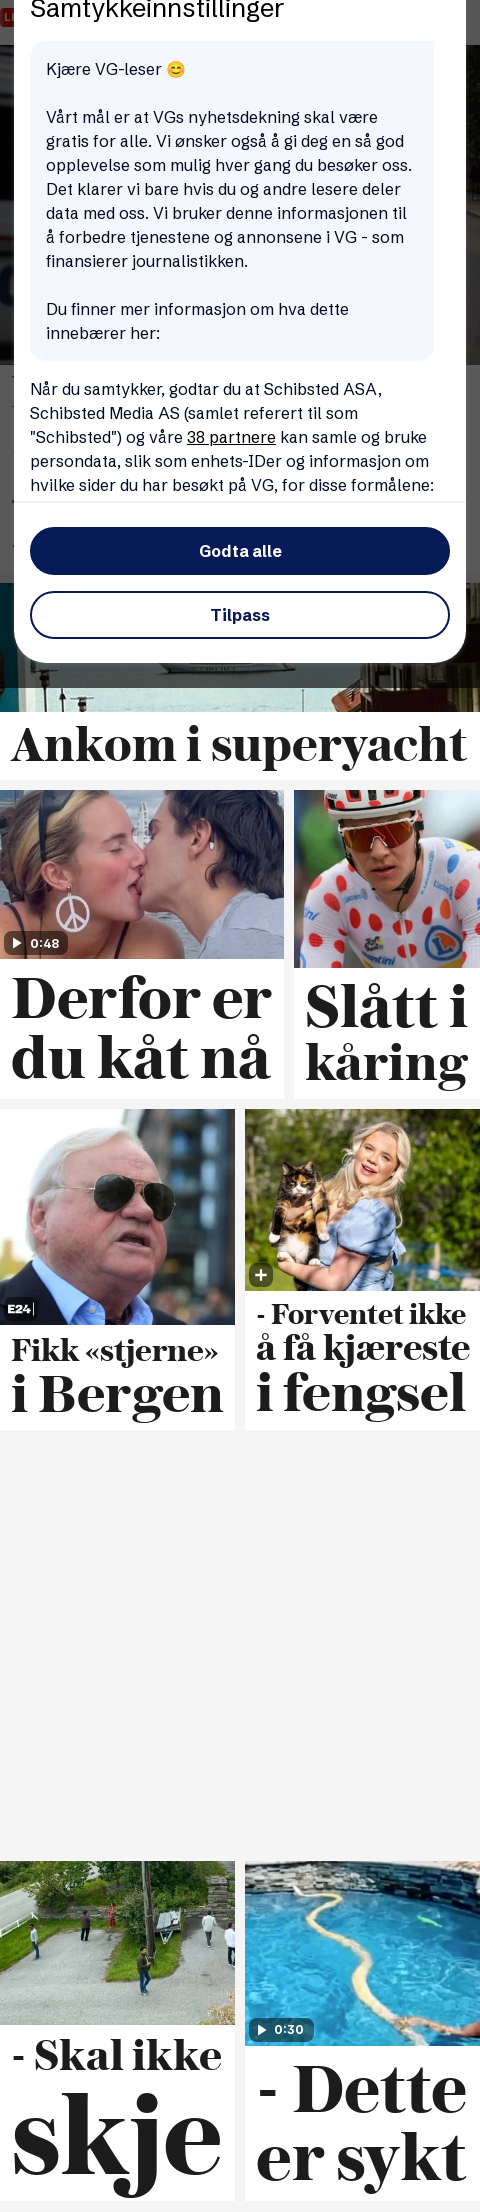 Samtykkeinnstillinger
Kjære VG-leser 😊
Vårt mål er at VGs nyhetsdekning skal være
gratis for alle. Vi ønsker også å gi deg en så god
opplevelse som mulig hver gang du besøker oss.
Det klarer vi bare hvis du og andre lesere deler
data med oss. Vi bruker denne informasjonen til
å forbedre tjenestene og annonsene i VG - som
finansierer journalistikken.
Du finner mer informasjon om hva dette
innebærer her:
Når du samtykker, godtar du at Schibsted ASA,
Schibsted Media AS (samlet referert til som
"Schibsted") og våre 38 partnere kan samle og bruke
persondata, slik som enhets-IDer og informasjon om
hvilke sider du har besøkt på VG, for disse formålene:
Godta alle
Tilpass
Ankom i superyacht
0:48
Derfor er
du kåt nå
Slått i
kåring
E24
Fikk «stjerne»
i Bergen
- Forventet ikke
å få kjæreste
i fengsel
- Skal ikke
skje
0:30
- Dette
er sykt